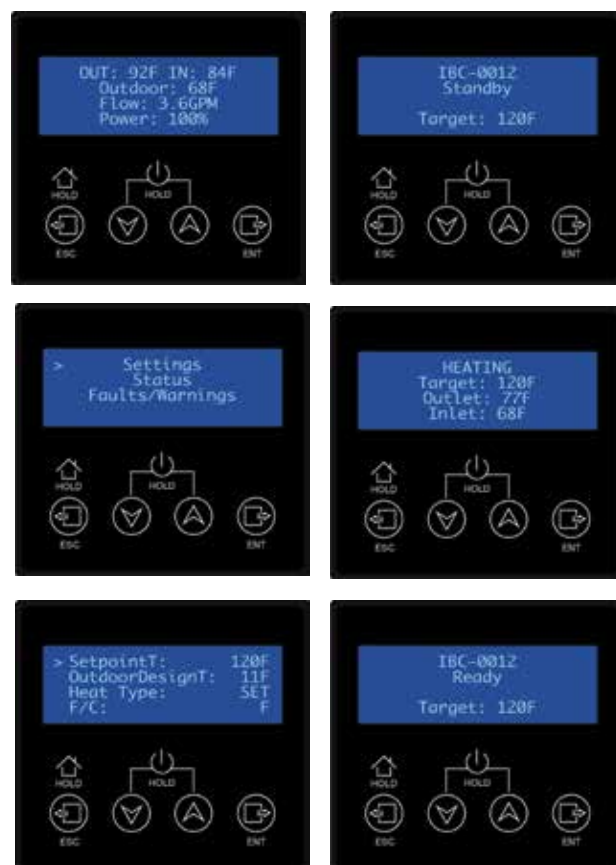 OUT: 92F IN: 84F
Outdoor: 68F
Flow: 3.6GPM
Power: 100%
HOLD
HOLD
ESC
ENT
IBC-0012
Standby
Target: 120F
HOLD
HOLD
ESC
ENT
> Settings
Status
Faults/Warnings
HOLD
HOLD
ESC
ENT
HEATING
Target: 120F
Outlet: 77F
Inlet: 68F
HOLD
HOLD
ESC
ENT
> SetpointT: 120F
OutdoorDesignT: 11F
Heat Type: SET
F/C: F
HOLD
HOLD
ESC
ENT
IBC-0012
Ready
Target: 120F
HOLD
HOLD
ESC
ENT